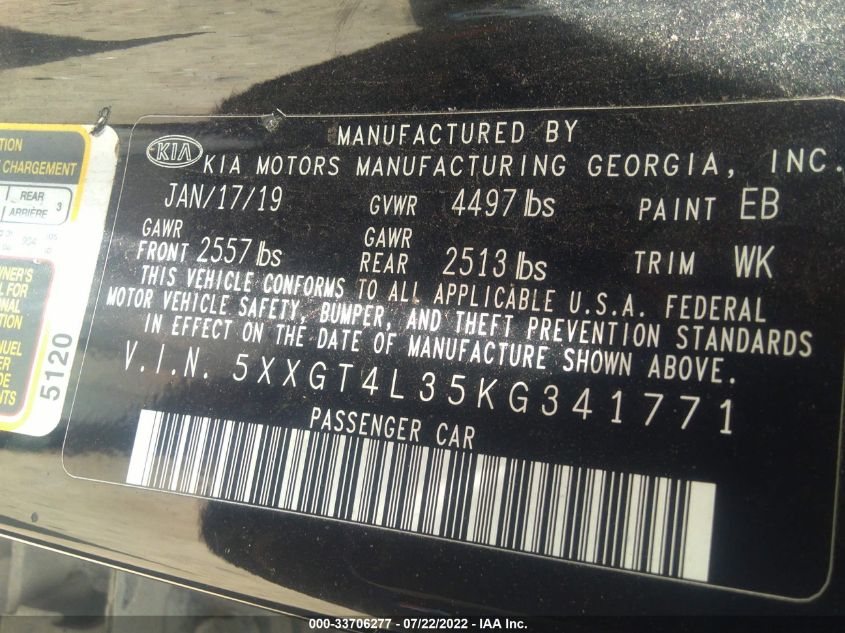 MANUFACTURED BY
KIA KIA MOTORS MANUFACTURING GEORGIA, INC.
JAN/17/19 GVWR 4497 lbs PAINT EB
GAWR FRONT 2557 lbs GAWR REAR 2513 lbs TRIM WK
THIS VEHICLE CONFORMS TO ALL APPLICABLE U.S.A. FEDERAL
MOTOR VEHICLE SAFETY, BUMPER, AND THEFT PREVENTION STANDARDS
IN EFFECT ON THE DATE OF MANUFACTURE SHOWN ABOVE.
V.I.N. 5XXGT4L35KG341771
PASSENGER CAR
CHARGEMENT
REAR 3
ARRIÈRE
5120
000-33706277 - 07/22/2022 - IAA Inc.